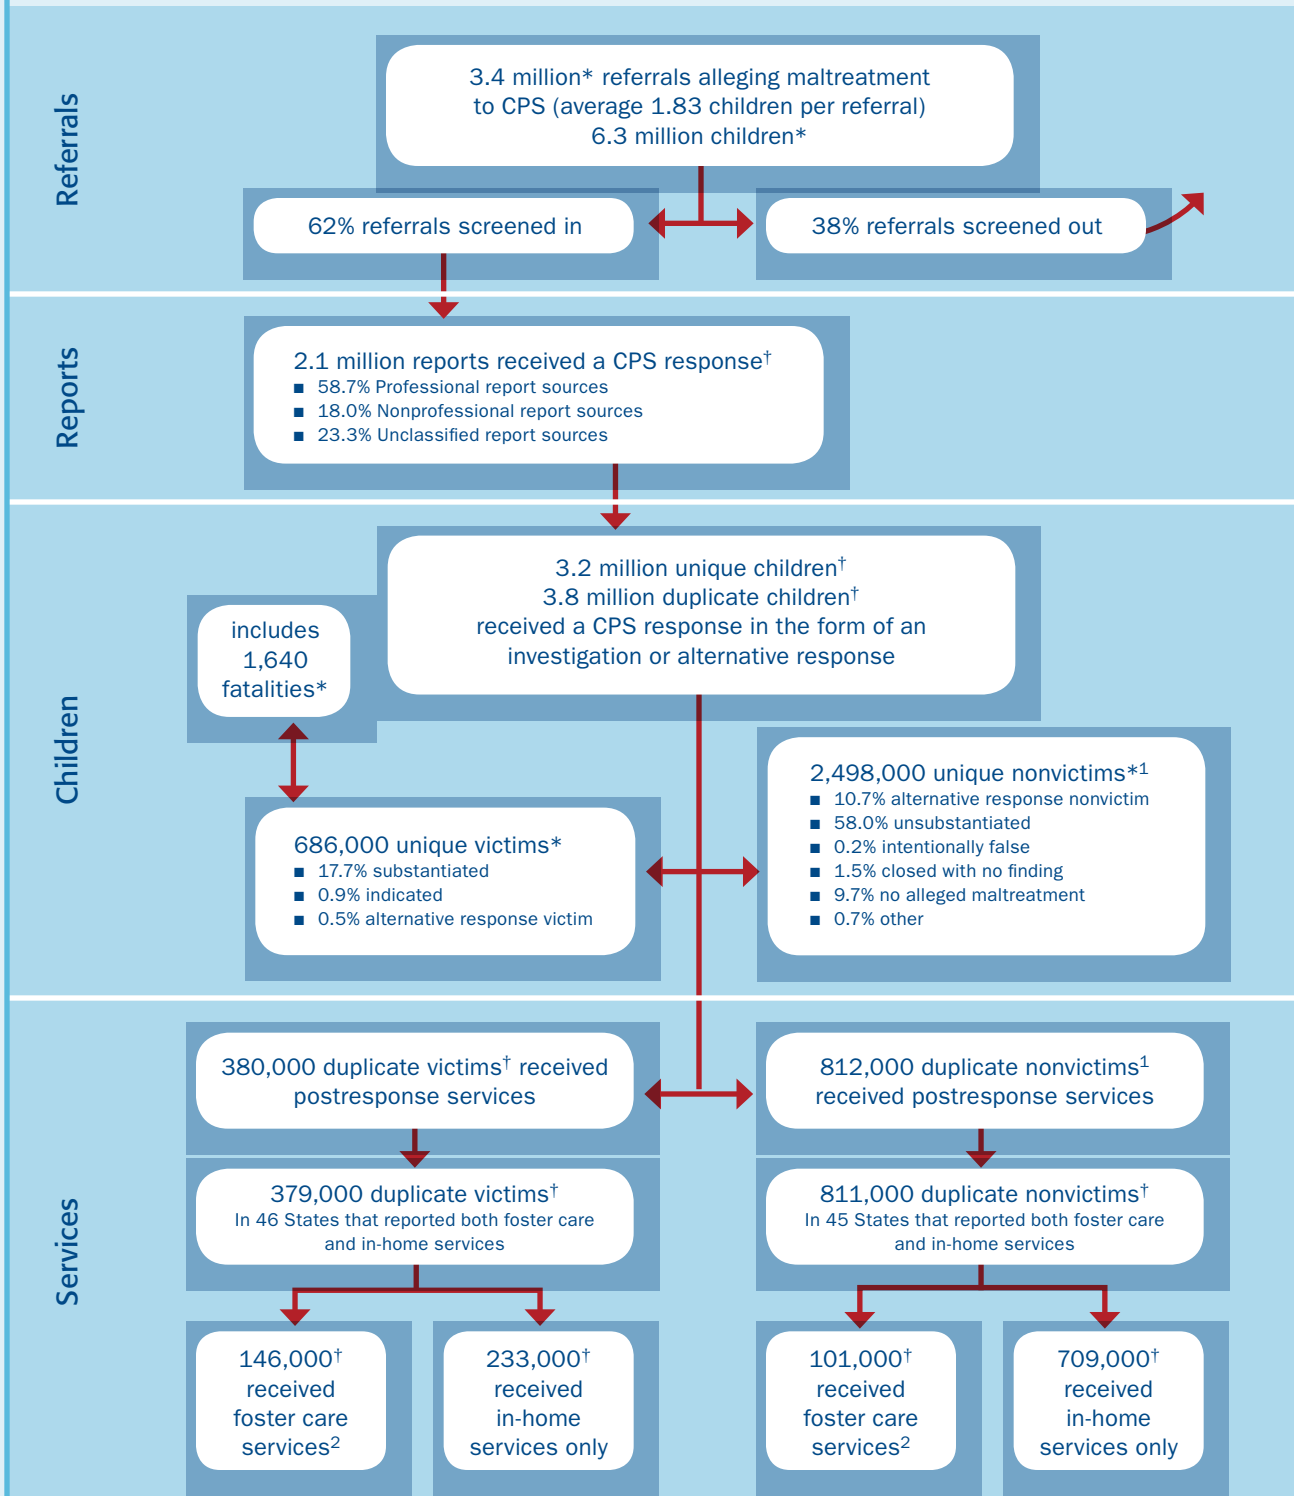 Referrals
3.4 million* referrals alleging maltreatment
to CPS (average 1.83 children per referral)
6.3 million children*
62% referrals screened in
38% referrals screened out
Reports
2.1 million reports received a CPS response†
■ 58.7% Professional report sources
■ 18.0% Nonprofessional report sources
■ 23.3% Unclassified report sources
Children
3.2 million unique children†
3.8 million duplicate children†
received a CPS response in the form of an
investigation or alternative response
includes
1,640
fatalities*
686,000 unique victims*
■ 17.7% substantiated
■ 0.9% indicated
■ 0.5% alternative response victim
2,498,000 unique nonvictims*1
■ 10.7% alternative response nonvictim
■ 58.0% unsubstantiated
■ 0.2% intentionally false
■ 1.5% closed with no finding
■ 9.7% no alleged maltreatment
■ 0.7% other
Services
380,000 duplicate victims† received
postresponse services
812,000 duplicate nonvictims1
received postresponse services
379,000 duplicate victims†
In 46 States that reported both foster care
and in-home services
811,000 duplicate nonvictims†
In 45 States that reported both foster care
and in-home services
146,000†
received
foster care
services2
233,000†
received
in-home
services only
101,000†
received
foster care
services2
709,000†
received
in-home
services only